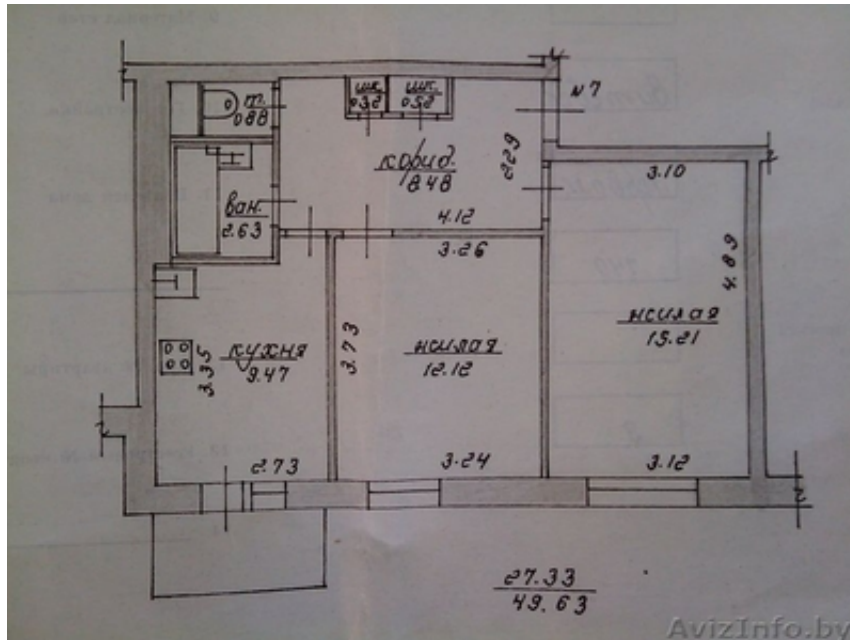 т.
0.88
шк.
0.32
шк.
0.52
№7
корид.
8.48
2.29
4.12
ван.
2.63
3.10
4.89
жилая
15.21
3.12
3.26
3.73
жилая
12.12
3.24
кухня
9.47
3.35
2.73
27.33
49.63
AvizInfo.by